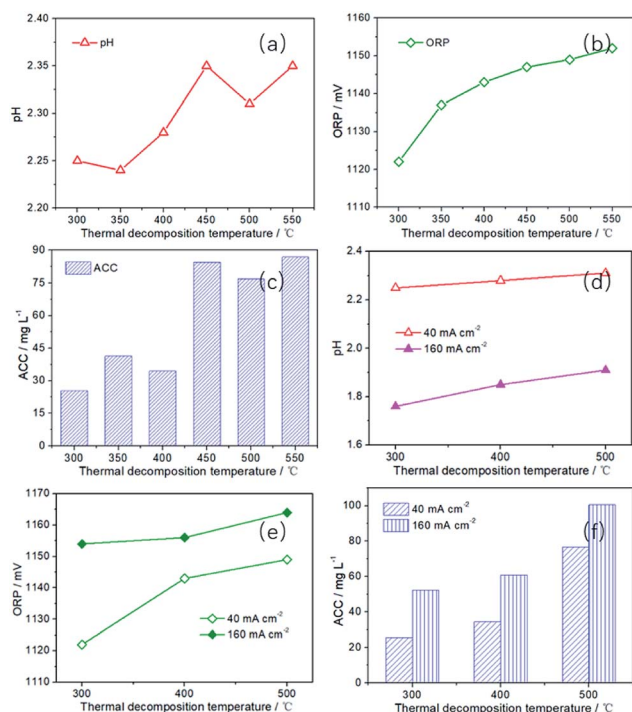 (a)
pH
2.40
2.35
2.30
2.25
2.20
pH
300 350 400 450 500 550
Thermal decomposition temperature / ℃
(b)
ORP
1160
1150
1140
1130
1120
1110
ORP / mV
300 350 400 450 500 550
Thermal decomposition temperature / ℃
(c)
ACC
90
75
60
45
30
15
0
ACC / mg L⁻¹
300 350 400 450 500 550
Thermal decomposition temperature / ℃
(d)
2.4
2.2
2.0
1.8
1.6
pH
40 mA cm⁻²
160 mA cm⁻²
300 400 500
Thermal decomposition temperature / ℃
(e)
1170
1160
1150
1140
1130
1120
1110
ORP / mV
40 mA cm⁻²
160 mA cm⁻²
300 400 500
Thermal decomposition temperature / ℃
(f)
40 mA cm⁻²
160 mA cm⁻²
100
80
60
40
20
0
ACC / mg L⁻¹
300 400 500
Thermal decomposition temperature / ℃